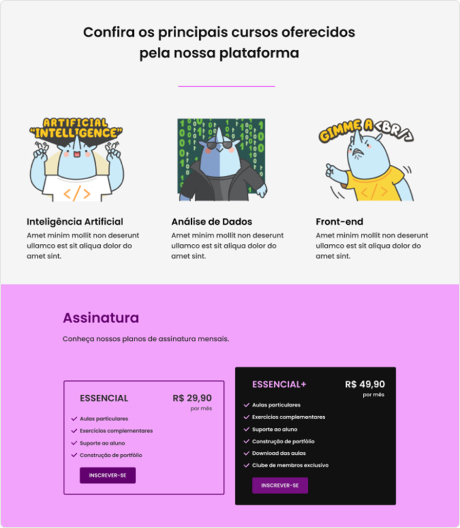 Confira os principais cursos oferecidos
pela nossa plataforma
ARTIFICIAL
"INTELLIGENCE"
</>
GIMME A <BR/>
</>
Inteligência Artificial
Amet minim mollit non deserunt
ullamco est sit aliqua dolor do
amet sint.
Análise de Dados
Amet minim mollit non deserunt
ullamco est sit aliqua dolor do
amet sint.
Front-end
Amet minim mollit non deserunt
ullamco est sit aliqua dolor do
amet sint.
Assinatura
Conheça nossos planos de assinatura mensais.
ESSENCIAL
R$ 29,90
por mês
Aulas particulares
Exercícios complementares
Suporte ao aluno
Construção de portfólio
INSCREVER-SE
ESSENCIAL+
R$ 49,90
por mês
Aulas particulares
Exercícios complementares
Suporte ao aluno
Construção de portfólio
Download das aulas
Clube de membros exclusivo
INSCREVER-SE